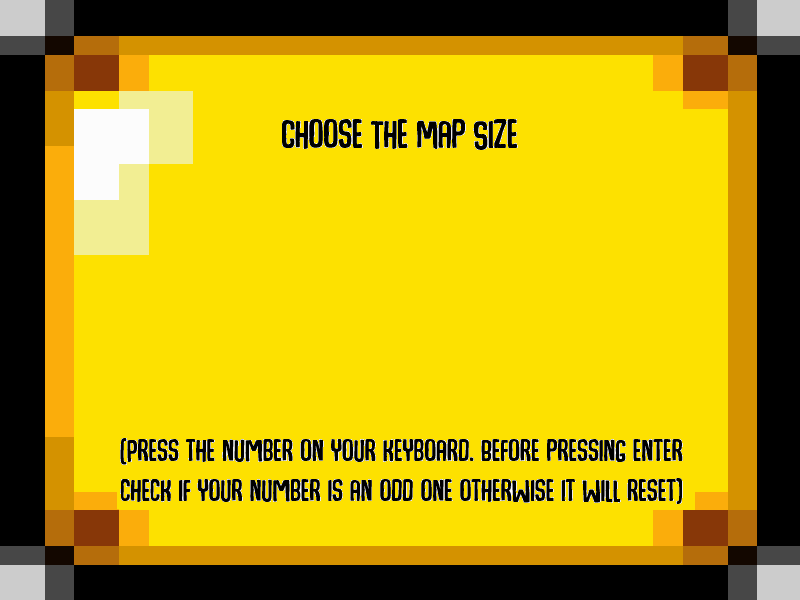 CHOOSE THE MAP SIZE
(PRESS THE NUMBER ON YOUR KEYBOARD. BEFORE PRESSING ENTER
CHECK IF YOUR NUMBER IS AN ODD ONE OTHERWISE IT WILL RESET)